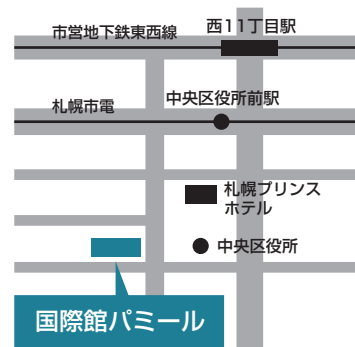 市営地下鉄東西線
西11丁目駅
札幌市電
中央区役所前駅
札幌プリンス
ホテル
中央区役所
国際館パミール